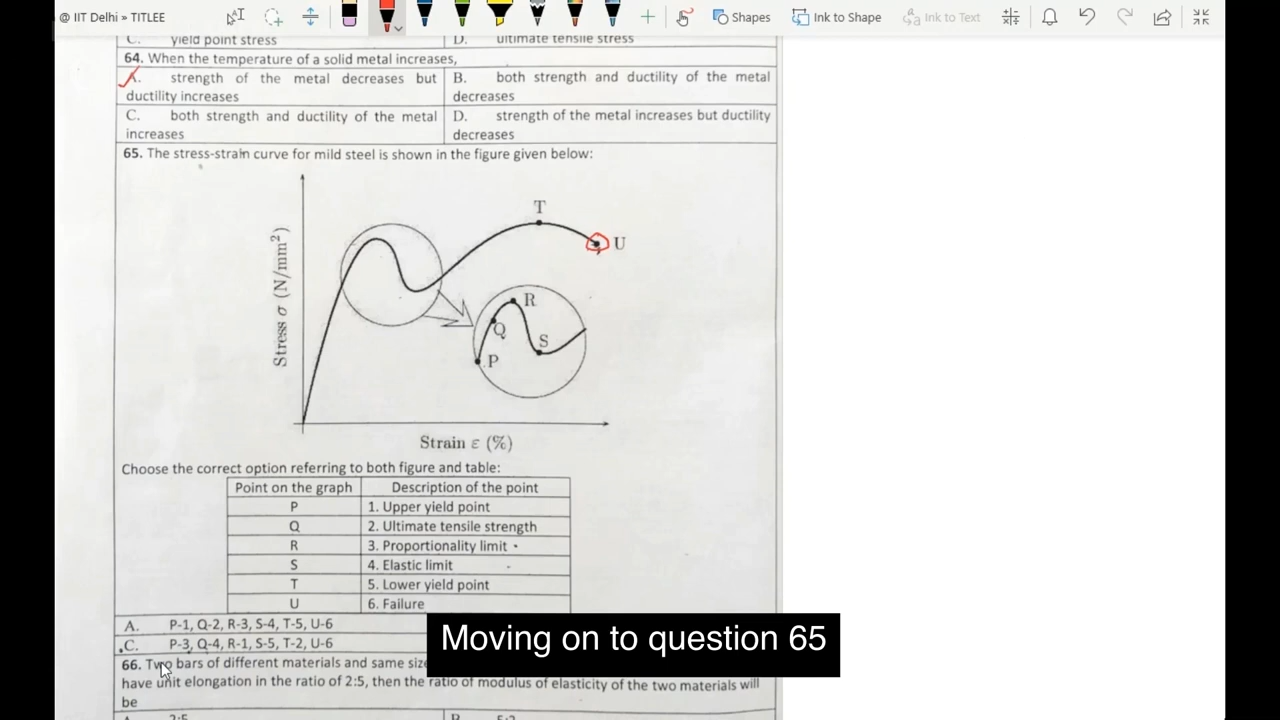 @ IIT Delhi » TITLEE
Shapes
Ink to Shape
Ink to Text
C. yield point stress
D. ultimate tensile stress
64. When the temperature of a solid metal increases,
A. strength of the metal decreases but ductility increases
B. both strength and ductility of the metal decreases
C. both strength and ductility of the metal increases
D. strength of the metal increases but ductility decreases
65. The stress-strain curve for mild steel is shown in the figure given below:
T
U
R
Q
S
P
Stress σ (N/mm²)
Strain ε (%)
Choose the correct option referring to both figure and table:
Point on the graph Description of the point
P 1. Upper yield point
Q 2. Ultimate tensile strength
R 3. Proportionality limit
S 4. Elastic limit
T 5. Lower yield point
U 6. Failure
A. P-1, Q-2, R-3, S-4, T-5, U-6
C. P-3, Q-4, R-1, S-5, T-2, U-6
Moving on to question 65
66. Two bars of different materials and same size
have unit elongation in the ratio of 2:5, then the ratio of modulus of elasticity of the two materials will
be
2:5
5:2